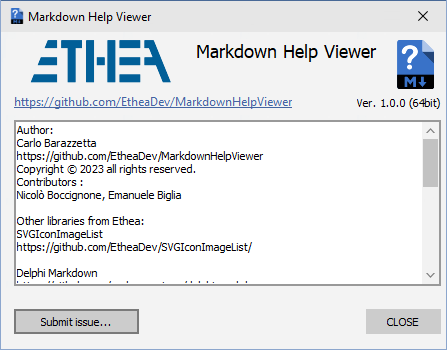 Markdown Help Viewer
ETHEA
Markdown Help Viewer
M
https://github.com/EtheaDev/MarkdownHelpViewer
Ver. 1.0.0 (64bit)
Author:
Carlo Barazzetta
https://github.com/EtheaDev/MarkdownHelpViewer
Copyright © 2023 all rights reserved.
Contributors :
Nicolò Boccignone, Emanuele Biglia
Other libraries from Ethea:
SVGIconImageList
https://github.com/EtheaDev/SVGIconImageList/
Delphi Markdown
Submit issue...
CLOSE